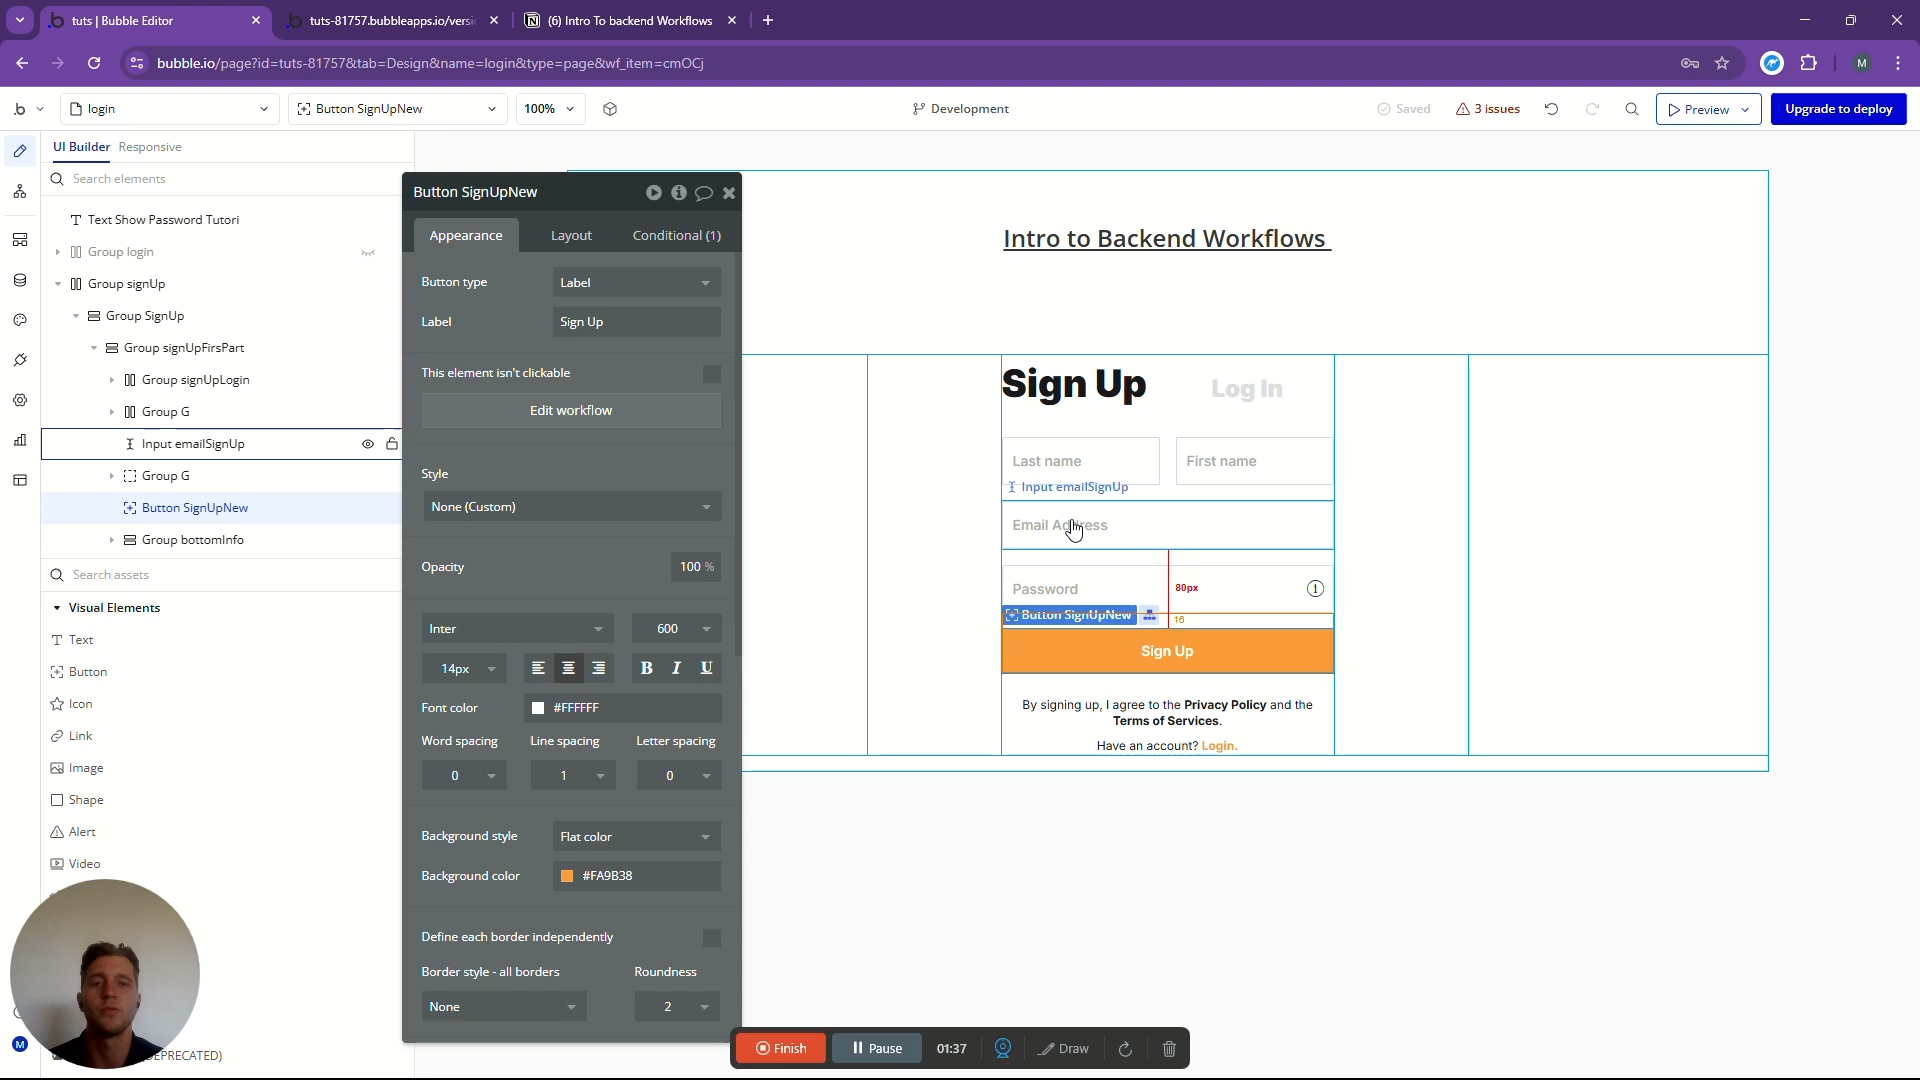 tuts | Bubble Editor
tuts-81757.bubbleapps.io/versi
(6) Intro To backend Workflows
bubble.io/page?id=tuts-81757&tab=Design&name=login&type=page&wf_item=cmOCj
M
login
Button SignUpNew
100%
Development
Saved
3 issues
Preview
Upgrade to deploy
UI Builder
Responsive
Search elements
Text Show Password Tutori
Group login
Group signUp
Group SignUp
Group signUpFirsPart
Group signUpLogin
Group G
Input emailSignUp
Group G
Button SignUpNew
Group bottomInfo
Search assets
Visual Elements
Text
Button
Icon
Link
Image
Shape
Alert
Video
EPRECATED)
M
Button SignUpNew
Appearance
Layout
Conditional (1)
Button type
Label
Label
Sign Up
This element isn't clickable
Edit workflow
Style
None (Custom)
Opacity
100 %
Inter
600
14px
B I U
Font color
#FFFFFF
Word spacing
Line spacing
Letter spacing
0
1
0
Background style
Flat color
Background color
#FA9B38
Define each border independently
Border style - all borders
Roundness
None
2
Intro to Backend Workflows
Sign Up
Log In
Last name
First name
Input emailSignUp
Email Address
Password
80px
Button SignUpNew
16
Sign Up
By signing up, I agree to the Privacy Policy and the
Terms of Services.
Have an account? Login.
Finish
Pause
01:37
Draw